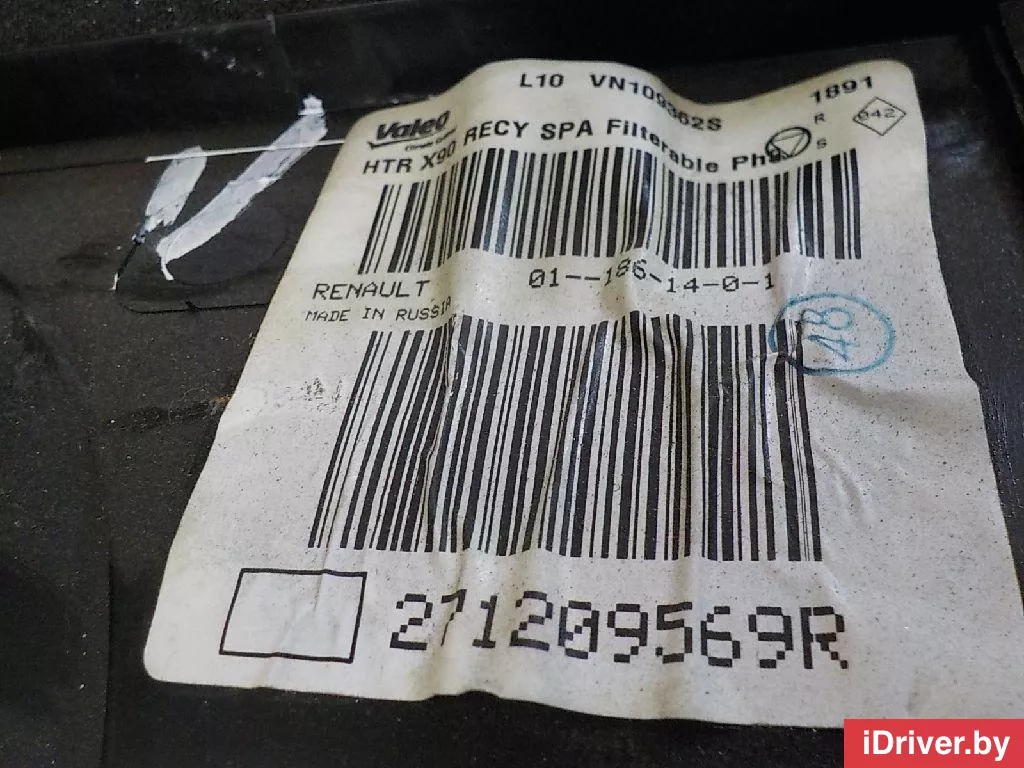 L10 VN109362S 1891
Valeo
R
S
042
HTR X90 RECY SPA Filterable
RENAULT 01--186-14-0-1
MADE IN RUSSIA
48
271209569R
iDriver.by